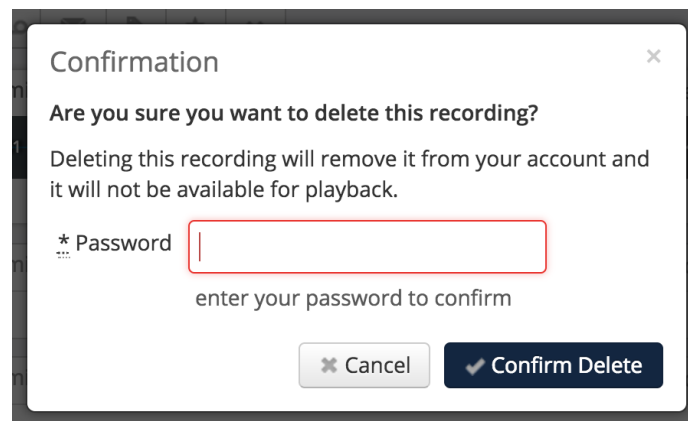 Confirmation ×
Are you sure you want to delete this recording?
Deleting this recording will remove it from your account and
it will not be available for playback.
* Password
enter your password to confirm
Cancel Confirm Delete